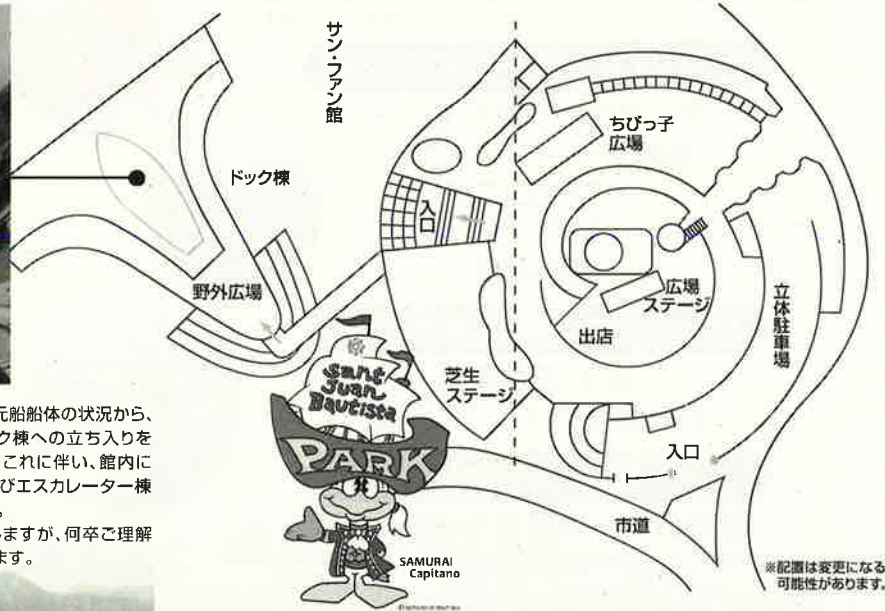 サン・ファン館
ドック棟
野外広場
入口
芝生
ステージ
ちびっ子
広場
広場
ステージ
出店
立体駐車場
入口
市道
※配置は変更になる
可能性があります。
Sant
Juan
Bautista
PARK
SAMURAI
Capitano
元船船体の状況から、
ク棟への立ち入りを
これに伴い、館内に
びエスカレーター棟
。
しますが、何卒ご理解
ます。